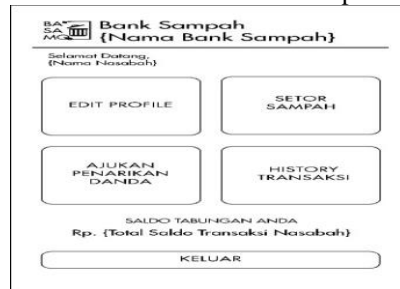 BA
SA
MO
Bank Sampah
{Nama Bank Sampah}
Selamat Datang,
{Nama Nasabah}
EDIT PROFILE
SETOR
SAMPAH
AJUKAN
PENARIKAN
DANDA
HISTORY
TRANSAKSI
SALDO TABUNGAN ANDA
Rp. {Total Saldo Transaksi Nasabah}
KELUAR